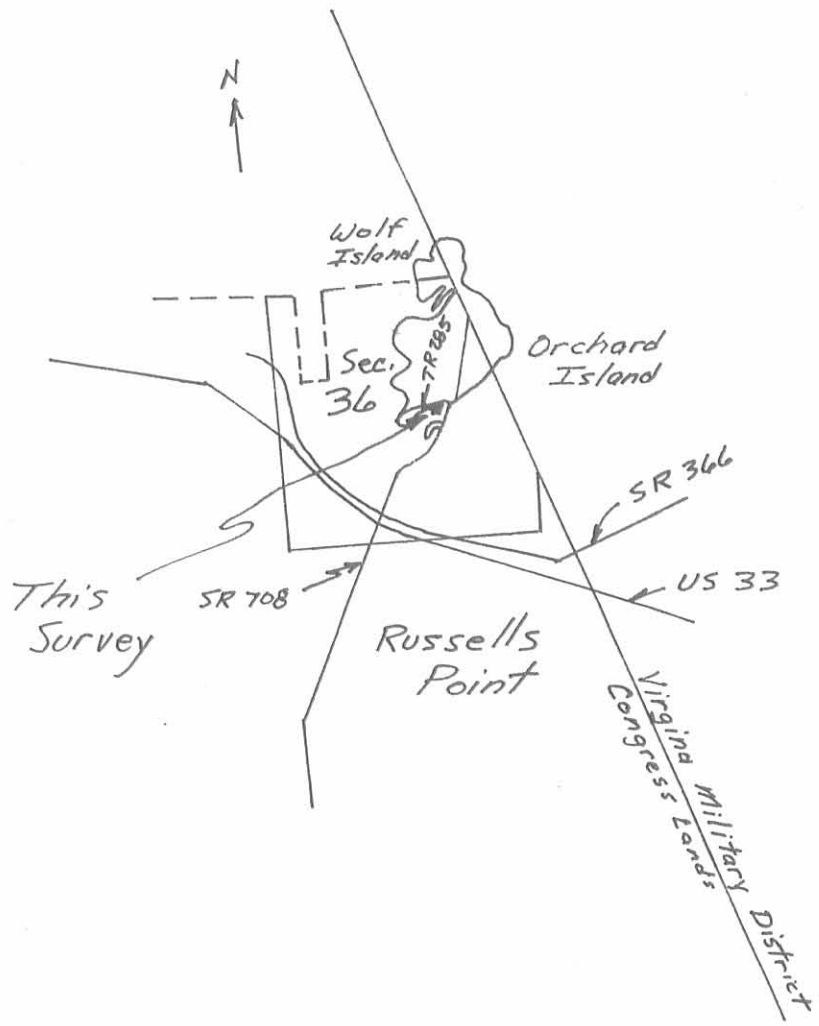 N
Wolf
Island
TR 285
Orchard
Island
Sec.
36
SR 366
This
Survey
SR 708
US 33
Russells
Point
Virgina Military District
Congress Lands